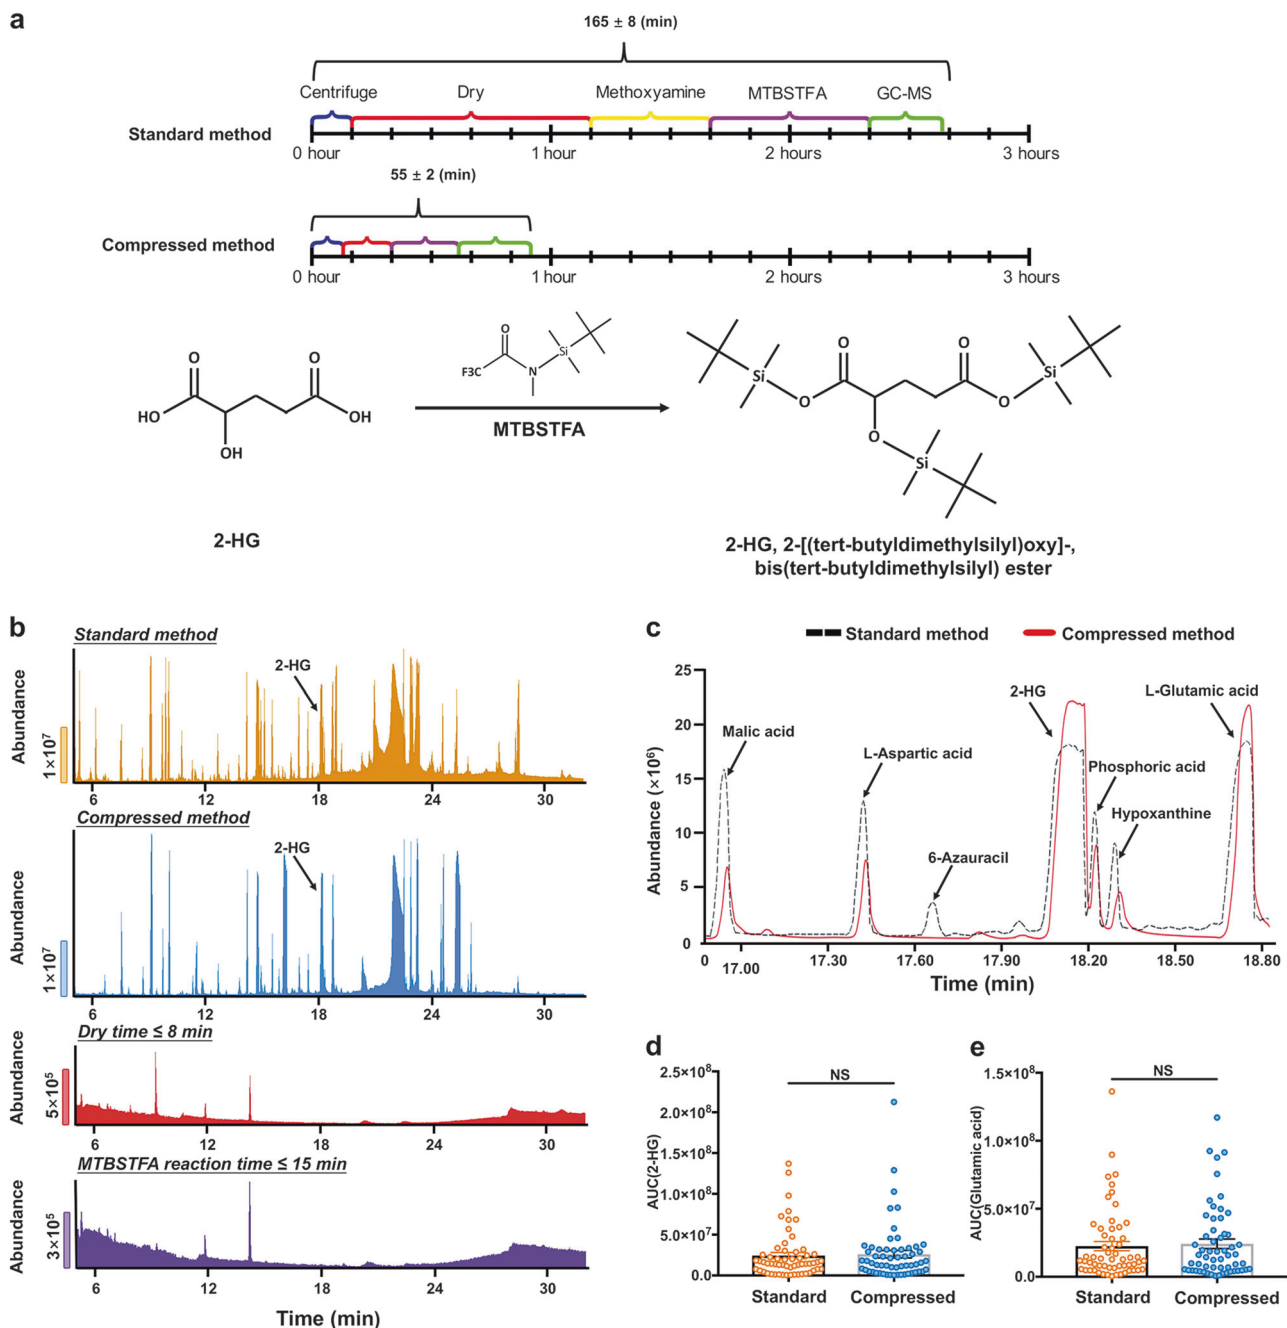 a
165 ± 8 (min)
Centrifuge Dry Methoxyamine MTBSTFA GC-MS
Standard method
0 hour 1 hour 2 hours 3 hours
55 ± 2 (min)
Compressed method
0 hour 1 hour 2 hours 3 hours
O O HO OH OH
O F3C N Si
MTBSTFA
O O Si O O Si O Si
2-HG
2-HG, 2-[(tert-butyldimethylsilyl)oxy]-,
bis(tert-butyldimethylsilyl) ester
b
Standard method
2-HG
Abundance
1×10⁷
6 12 18 24 30
Compressed method
2-HG
Abundance
1×10⁷
6 12 18 24 30
Dry time ≤ 8 min
Abundance
5×10⁵
6 12 18 24 30
MTBSTFA reaction time ≤ 15 min
Abundance
3×10⁵
6 12 18 24 30
Time (min)
c
Standard method Compressed method
Abundance (×10⁶)
25
20
15
10
5
0
Malic acid
L-Aspartic acid
6-Azauracil
2-HG
Phosphoric acid
Hypoxanthine
L-Glutamic acid
0 17.00 17.30 17.60 17.90 18.20 18.50 18.80
Time (min)
d
AUC(2-HG)
2.5×10⁸
2.0×10⁸
1.5×10⁸
1.0×10⁸
5.0×10⁷
0.0
NS
Standard Compressed
e
AUC(Glutamic acid)
1.5×10⁸
1.0×10⁸
5.0×10⁷
0.0
NS
Standard Compressed